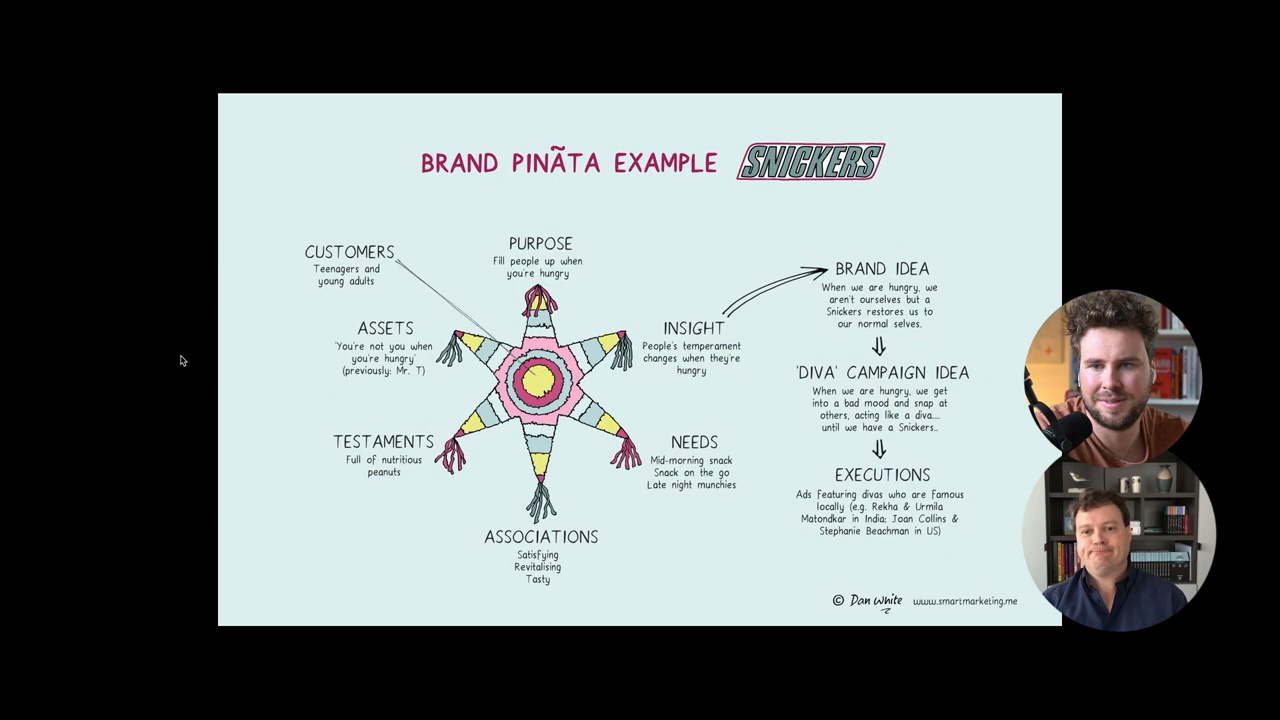 BRAND PINÃTA EXAMPLE
SNICKERS
CUSTOMERS
Teenagers and
young adults
PURPOSE
Fill people up when
you're hungry
ASSETS
'You're not you when
you're hungry'
(previously: Mr. T)
INSIGHT
People's temperament
changes when they're
hungry
TESTAMENTS
Full of nutritious
peanuts
NEEDS
Mid-morning snack
Snack on the go
Late night munchies
ASSOCIATIONS
Satisfying
Revitalising
Tasty
BRAND IDEA
When we are hungry, we
aren't ourselves but a
Snickers restores us to
our normal selves.
'DIVA' CAMPAIGN IDEA
When we are hungry, we get
into a bad mood and snap at
others, acting like a diva....
until we have a Snickers..
EXECUTIONS
Ads featuring divas who are famous
locally (e.g. Rekha & Urmila
Matondkar in India; Joan Collins &
Stephanie Beachman in US)
© Dan White www.smartmarketing.me